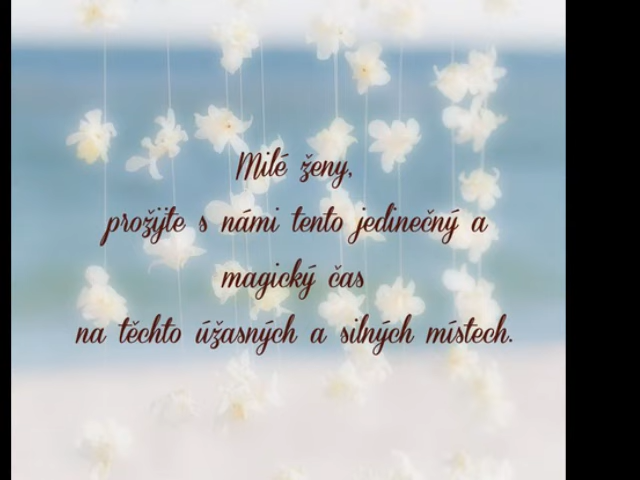 Milé ženy,
prožijte s námi tento jedinečný a
magický čas
na těchto úžasných a silných místech.